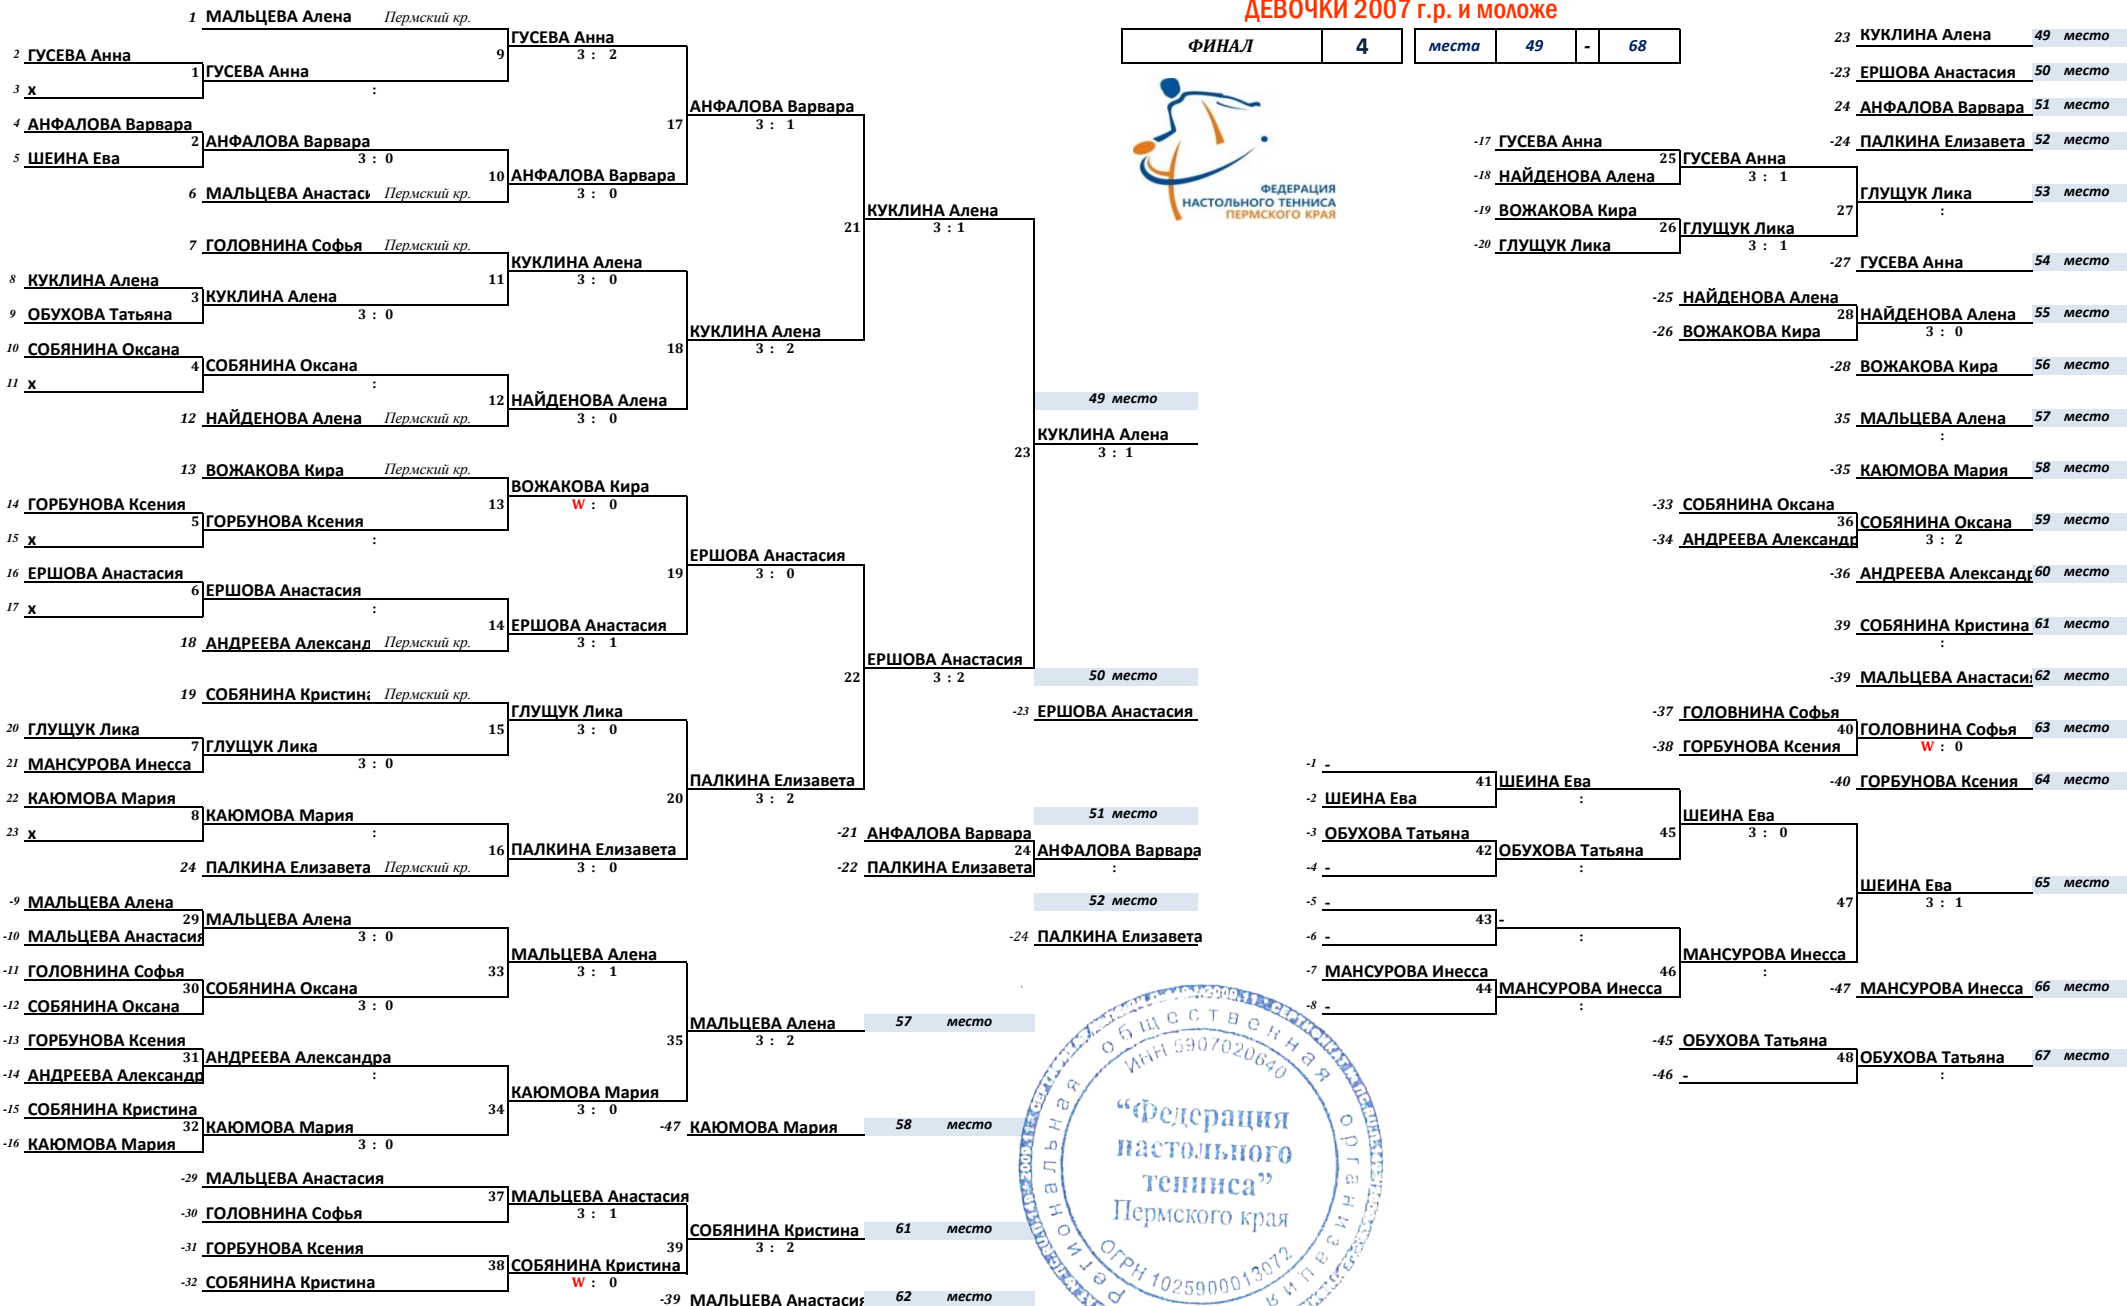 ДЕВОЧКИ 2007 г.р. и моложе
ФИНАЛ 4 места 49 - 68
ФЕДЕРАЦИЯ
НАСТОЛЬНОГО ТЕННИСА
ПЕРМСКОГО КРАЯ
1 МАЛЬЦЕВА Алена Пермский кр.
2 ГУСЕВА Анна
3 х
1 ГУСЕВА Анна
:
9 ГУСЕВА Анна
3 : 2
4 АНФАЛОВА Варвара
5 ШЕИНА Ева
2 АНФАЛОВА Варвара
3 : 0
6 МАЛЬЦЕВА Анастаси Пермский кр.
10 АНФАЛОВА Варвара
3 : 0
17 АНФАЛОВА Варвара
3 : 1
7 ГОЛОВНИНА Софья Пермский кр.
8 КУКЛИНА Алена
9 ОБУХОВА Татьяна
3 КУКЛИНА Алена
3 : 0
11 КУКЛИНА Алена
3 : 0
10 СОБЯНИНА Оксана
11 х
4 СОБЯНИНА Оксана
:
12 НАЙДЕНОВА Алена Пермский кр.
12 НАЙДЕНОВА Алена
3 : 0
18 КУКЛИНА Алена
3 : 2
21 КУКЛИНА Алена
3 : 1
13 ВОЖАКОВА Кира Пермский кр.
14 ГОРБУНОВА Ксения
15 х
5 ГОРБУНОВА Ксения
:
13 ВОЖАКОВА Кира
W : 0
16 ЕРШОВА Анастасия
17 х
6 ЕРШОВА Анастасия
:
18 АНДРЕЕВА Александ Пермский кр.
14 ЕРШОВА Анастасия
3 : 1
19 ЕРШОВА Анастасия
3 : 0
19 СОБЯНИНА Кристина Пермский кр.
20 ГЛУЩУК Лика
21 МАНСУРОВА Инесса
7 ГЛУЩУК Лика
3 : 0
15 ГЛУЩУК Лика
3 : 0
22 КАЮМОВА Мария
23 х
8 КАЮМОВА Мария
:
24 ПАЛКИНА Елизавета Пермский кр.
16 ПАЛКИНА Елизавета
3 : 0
20 ПАЛКИНА Елизавета
3 : 2
22 ЕРШОВА Анастасия
3 : 2
49 место
23 КУКЛИНА Алена
3 : 1
50 место
-23 ЕРШОВА Анастасия
51 место
-21 АНФАЛОВА Варвара
-22 ПАЛКИНА Елизавета
24 АНФАЛОВА Варвара
:
52 место
-24 ПАЛКИНА Елизавета
-9 МАЛЬЦЕВА Алена
-10 МАЛЬЦЕВА Анастасия
29 МАЛЬЦЕВА Алена
3 : 0
-11 ГОЛОВНИНА Софья
-12 СОБЯНИНА Оксана
30 СОБЯНИНА Оксана
3 : 0
33 МАЛЬЦЕВА Алена
3 : 1
-13 ГОРБУНОВА Ксения
-14 АНДРЕЕВА Александр
31 АНДРЕЕВА Александра
:
-15 СОБЯНИНА Кристина
-16 КАЮМОВА Мария
32 КАЮМОВА Мария
3 : 0
34 КАЮМОВА Мария
3 : 0
35 МАЛЬЦЕВА Алена 57 место
3 : 2
-47 КАЮМОВА Мария 58 место
-29 МАЛЬЦЕВА Анастасия
-30 ГОЛОВНИНА Софья
37 МАЛЬЦЕВА Анастасия
3 : 1
-31 ГОРБУНОВА Ксения
-32 СОБЯНИНА Кристина
38 СОБЯНИНА Кристина
W : 0
39 СОБЯНИНА Кристина 61 место
3 : 2
-39 МАЛЬЦЕВА Анастасия 62 место
23 КУКЛИНА Алена 49 место
-23 ЕРШОВА Анастасия 50 место
24 АНФАЛОВА Варвара 51 место
-24 ПАЛКИНА Елизавета 52 место
-17 ГУСЕВА Анна
-18 НАЙДЕНОВА Алена
25 ГУСЕВА Анна
3 : 1
-19 ВОЖАКОВА Кира
-20 ГЛУЩУК Лика
26 ГЛУЩУК Лика
3 : 1
27 ГЛУЩУК Лика 53 место
:
-27 ГУСЕВА Анна 54 место
-25 НАЙДЕНОВА Алена
-26 ВОЖАКОВА Кира
28 НАЙДЕНОВА Алена 55 место
3 : 0
-28 ВОЖАКОВА Кира 56 место
35 МАЛЬЦЕВА Алена 57 место
:
-35 КАЮМОВА Мария 58 место
-33 СОБЯНИНА Оксана
-34 АНДРЕЕВА Александр
36 СОБЯНИНА Оксана 59 место
3 : 2
-36 АНДРЕЕВА Александр 60 место
39 СОБЯНИНА Кристина 61 место
:
-39 МАЛЬЦЕВА Анастасия 62 место
-37 ГОЛОВНИНА Софья
-38 ГОРБУНОВА Ксения
40 ГОЛОВНИНА Софья 63 место
W : 0
-40 ГОРБУНОВА Ксения 64 место
-1 -
-2 ШЕИНА Ева
41 ШЕИНА Ева
:
-3 ОБУХОВА Татьяна
-4 -
42 ОБУХОВА Татьяна
:
45 ШЕИНА Ева
3 : 0
-5 -
-6 -
43 -
:
-7 МАНСУРОВА Инесса
-8 -
44 МАНСУРОВА Инесса
:
46 МАНСУРОВА Инесса
:
47 ШЕИНА Ева 65 место
3 : 1
-47 МАНСУРОВА Инесса 66 место
-45 ОБУХОВА Татьяна
-46 -
48 ОБУХОВА Татьяна 67 место
:
Региональная общественная организация
ИНН 5907020640
“Федерация
настольного
тенниса”
Пермского края
ОГРН 1025900013072